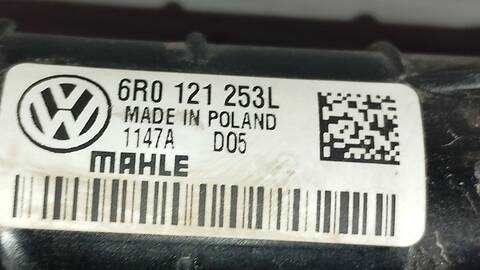 6R0 121 253L
MADE IN POLAND
1147A D05
MAHLE